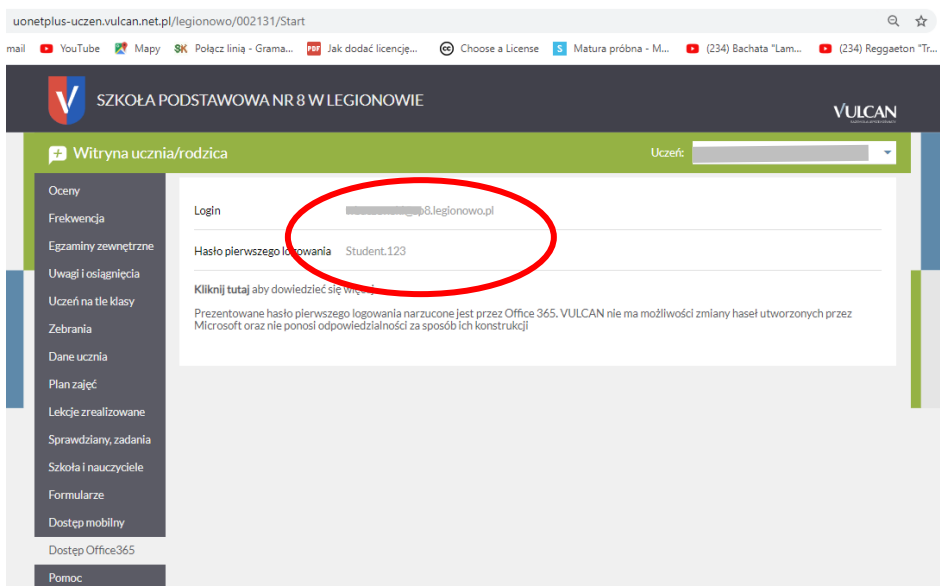 uonetplus-uczen.vulcan.net.pl/legionowo/002131/Start
mail YouTube Mapy SK Połącz linią - Grama... PDF Jak dodać licencję... cc Choose a License S Matura próbna - M... (234) Bachata "Lam... (234) Reggaeton "Tr...
SZKOŁA PODSTAWOWA NR 8 W LEGIONOWIE
VULCAN
Witryna ucznia/rodzica
Uczeń:
Oceny
Frekwencja
Egzaminy zewnętrzne
Uwagi i osiągnięcia
Uczeń na tle klasy
Zebrania
Dane ucznia
Plan zajęć
Lekcje zrealizowane
Sprawdziany, zadania
Szkoła i nauczyciele
Formularze
Dostęp mobilny
Dostęp Office365
Pomoc
Login p8.legionowo.pl
Hasło pierwszego logowania Student.123
Kliknij tutaj aby dowiedzieć się więcej
Prezentowane hasło pierwszego logowania narzucone jest przez Office 365. VULCAN nie ma możliwości zmiany haseł utworzonych przez
Microsoft oraz nie ponosi odpowiedzialności za sposób ich konstrukcji